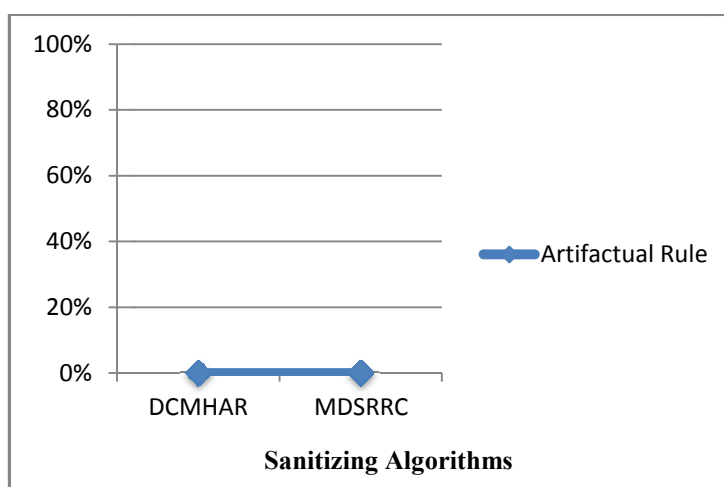 100%
80%
60%
40%
20%
0%
DCMHAR MDSRRC
Sanitizing Algorithms
Artifactual Rule